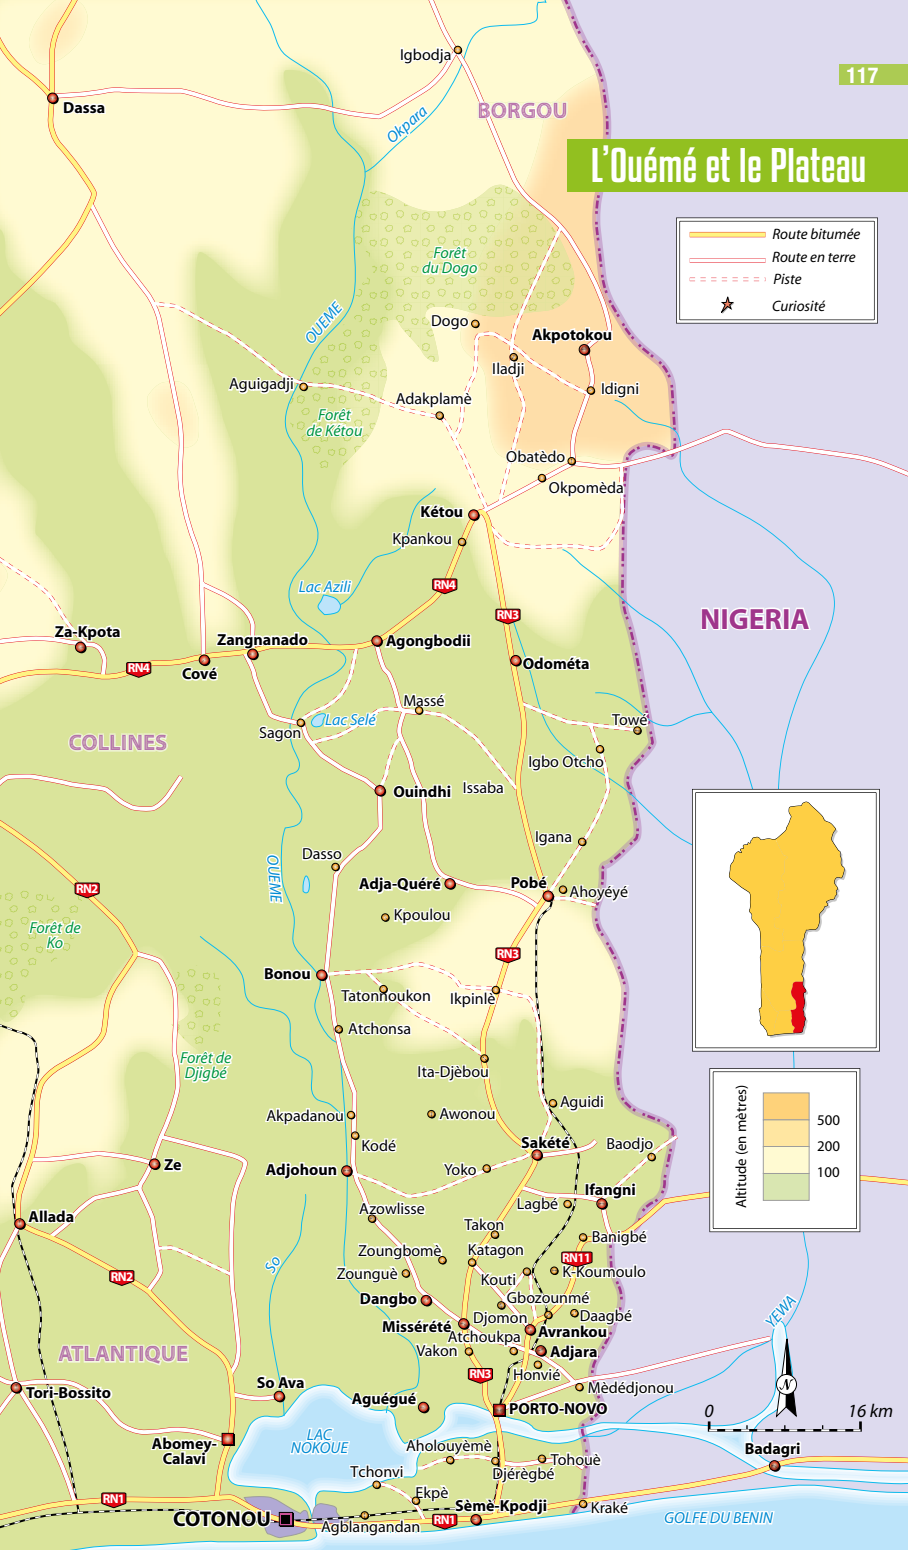 117
L'Ouémé et le Plateau
Route bitumée
Route en terre
Piste
Curiosité
Igbodja
Dassa
Okpara
BORGOU
Forêt
du Dogo
OUEME
Dogo
Akpotokou
Iladji
Aguigadji
Idigni
Adakplamè
Forêt
de Kétou
Obatèdo
Okpomèda
Kétou
Kpankou
RN4
Lac Azili
RN3
NIGERIA
Za-Kpota
Zangnanado
Agongbodii
RN4
Cové
Odométa
Massé
Lac Selé
Towé
Sagon
COLLINES
Igbo Otcho
Ouindhi
Issaba
Igana
Dasso
OUEME
RN2
Adja-Quéré
Pobé
Ahoyéyé
Kpoulou
Forêt de
Ko
RN3
Bonou
Tatonnoukon
Ikpinlè
Atchonsa
Forêt de
Djigbé
Ita-Djèbou
Altitude (en mètres)
500
200
100
Aguidi
Akpadanou
Awonou
Kodé
Sakété
Baodjo
Ze
Adjohoun
Yoko
Ifangni
Lagbé
Azowlisse
Allada
Takon
Banigbé
Zoungbomè
Katagon
RN11
So
Zounguè
Kouti
K-Koumoulo
RN2
Dangbo
Gbozounmé
Djomon
Daagbé
YEWA
Missérété
Atchoukpa
Avrankou
Vakon
Adjara
ATLANTIQUE
Honvié
RN3
N
So Ava
Mèdédjonou
Tori-Bossito
Aguégué
PORTO-NOVO
0
16 km
LAC
NOKOUE
Abomey-
Calavi
Aholouyèmè
Badagri
Tohouè
Tchonvi
Djérègbé
Ekpè
RN1
Sèmè-Kpodji
Kraké
COTONOU
Agblangandan
RN1
GOLFE DU BENIN